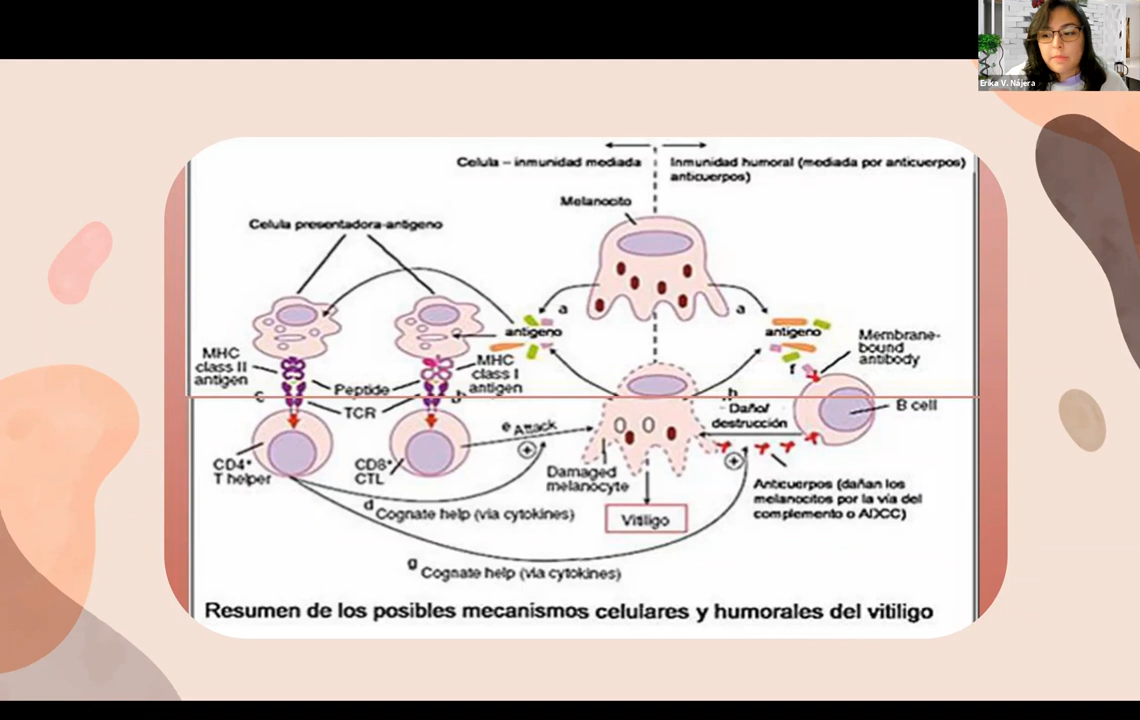 Erika V. Nájera
Celula – inmunidad mediada
Inmunidad humoral (mediada por anticuerpos)
anticuerpos)
Melanocito
Celula presentadora-antigeno
a
a
antigeno
antigeno
MHC
class II
antigen
Peptide
MHC
class I
antigen
Membrane-
bound
antibody
f
c
b
h
TCR
B cell
Daño/
destrucción
e Attack
CD4+
T helper
CD8+
CTL
Damaged
melanocyte
Anticuerpos (dañan los
melanocitos por la vía del
complemento o ADCC)
d Cognate help (via cytokines)
Vitiligo
g Cognate help (via cytokines)
Resumen de los posibles mecanismos celulares y humorales del vitiligo